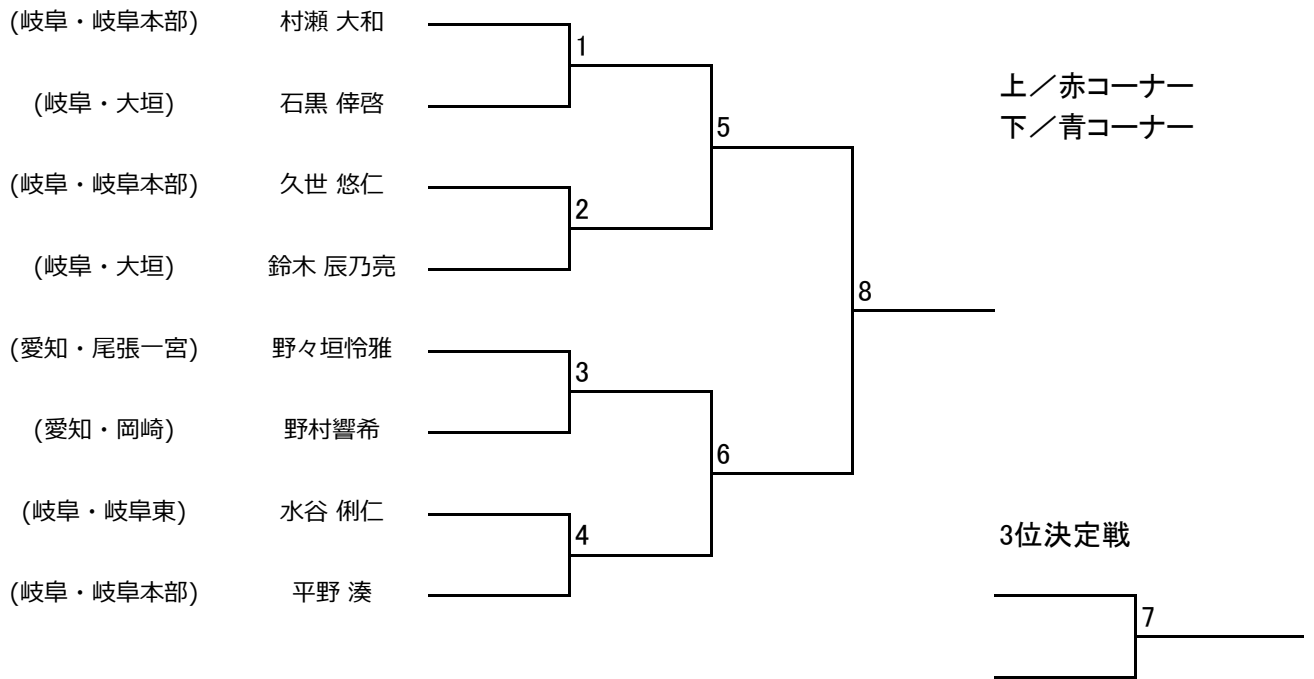 (岐阜・岐阜本部) 村瀬 大和
1
(岐阜・大垣) 石黒 倖啓
上／赤コーナー
下／青コーナー
5
(岐阜・岐阜本部) 久世 悠仁
2
(岐阜・大垣) 鈴木 辰乃亮
8
(愛知・尾張一宮) 野々垣怜雅
3
(愛知・岡崎) 野村響希
6
(岐阜・岐阜東) 水谷 俐仁
4
3位決定戦
(岐阜・岐阜本部) 平野 湊
7